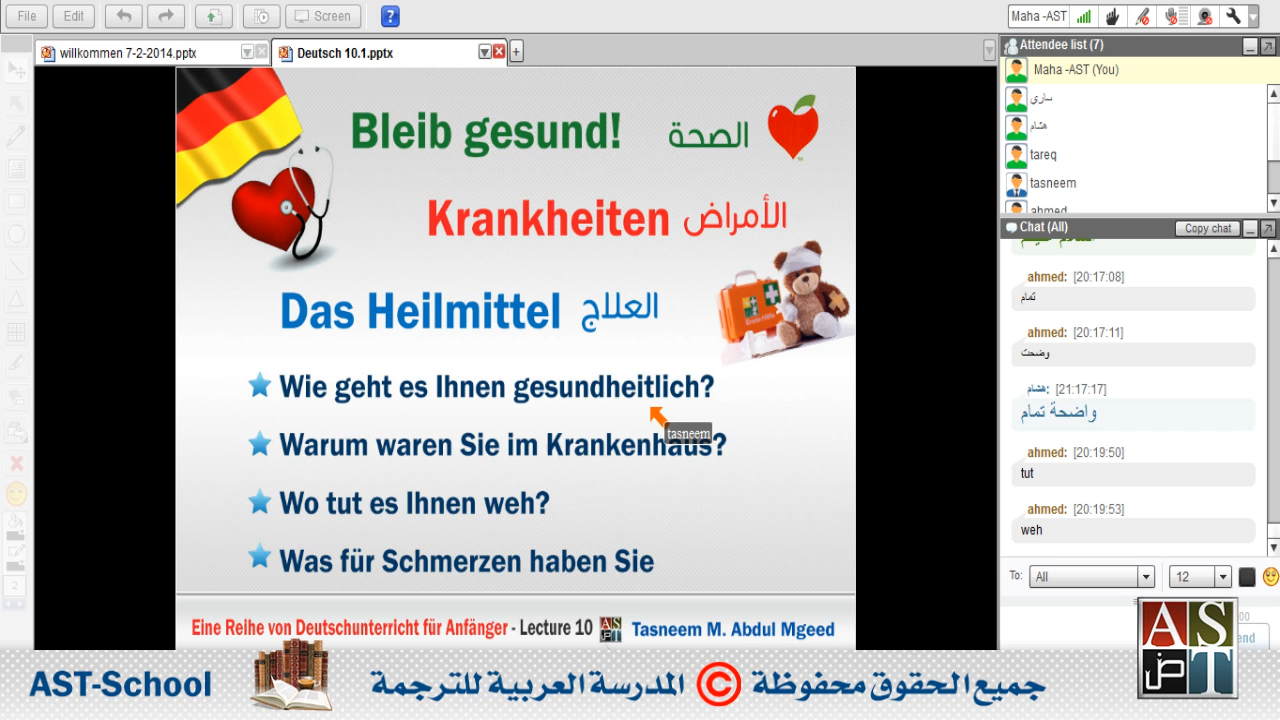 File Edit Screen ?
Maha -AST
willkommen 7-2-2014.pptx
Deutsch 10.1.pptx
Bleib gesund! الصحة
Krankheiten الأمراض
Das Heilmittel العلاج
Wie geht es Ihnen gesundheitlich?
tasneem
Warum waren Sie im Krankenhaus?
Wo tut es Ihnen weh?
Was für Schmerzen haben Sie
Eine Reihe von Deutschunterricht für Anfänger - Lecture 10 Tasneem M. Abdul Mgeed
Attendee list (7)
Maha -AST (You)
ساري
هشام
tareq
tasneem
ahmed
Chat (All) Copy chat
ahmed: [20:17:08]
تمام
ahmed: [20:17:11]
وضحت
هشام: [21:17:17]
واضحة تمام
ahmed: [20:19:50]
tut
ahmed: [20:19:53]
weh
To: All 12
AST ض
AST-School
جميع الحقوق محفوظة © المدرسة العربية للترجمة